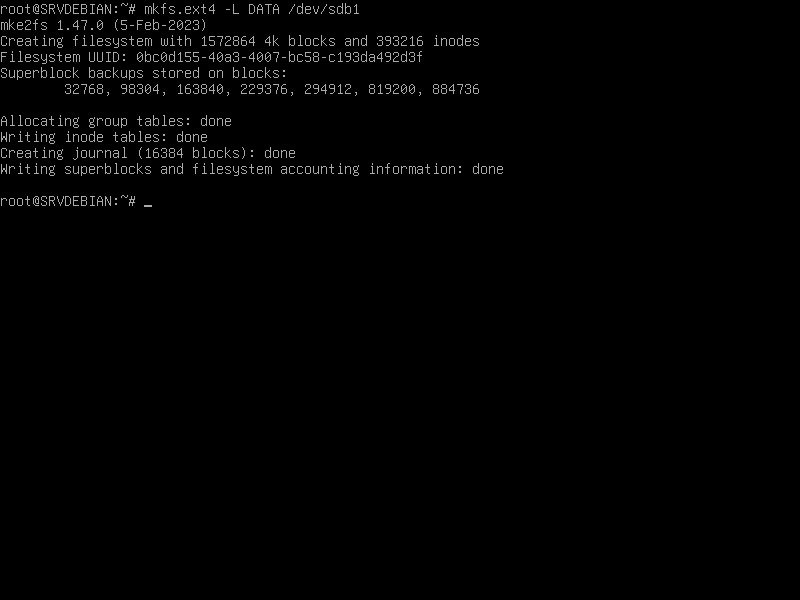 root@SRVDEBIAN:~# mkfs.ext4 -L DATA /dev/sdb1
mke2fs 1.47.0 (5-Feb-2023)
Creating filesystem with 1572864 4k blocks and 393216 inodes
Filesystem UUID: 0bc0d155-40a3-4007-bc58-c193da492d3f
Superblock backups stored on blocks:
        32768, 98304, 163840, 229376, 294912, 819200, 884736

Allocating group tables: done
Writing inode tables: done
Creating journal (16384 blocks): done
Writing superblocks and filesystem accounting information: done

root@SRVDEBIAN:~# _